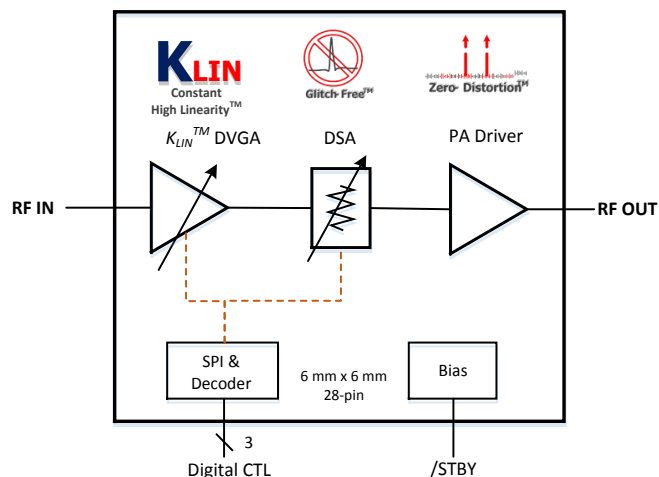 KLIN
Constant
High Linearity™
Glitch-Free™
Zero-Distortion™
KLIN™ DVGA
DSA
PA Driver
RF IN
RF OUT
SPI &
Decoder
6 mm x 6 mm
28-pin
Bias
3
Digital CTL
/STBY